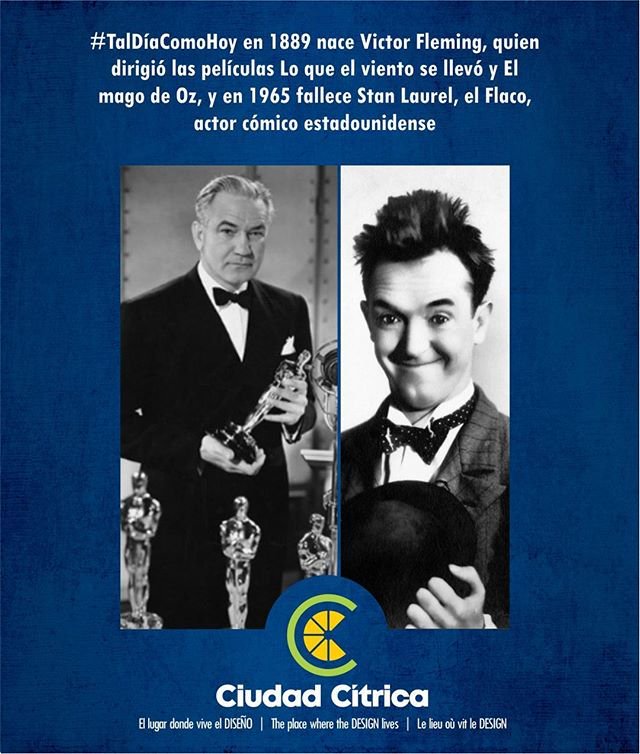 #TalDíaComoHoy en 1889 nace Victor Fleming, quien
dirigió las películas Lo que el viento se llevó y El
mago de Oz, y en 1965 fallece Stan Laurel, el Flaco,
actor cómico estadounidense
Ciudad Cítrica
El lugar donde vive el DISEÑO | The place where the DESIGN lives | Le lieu où vit le DESIGN